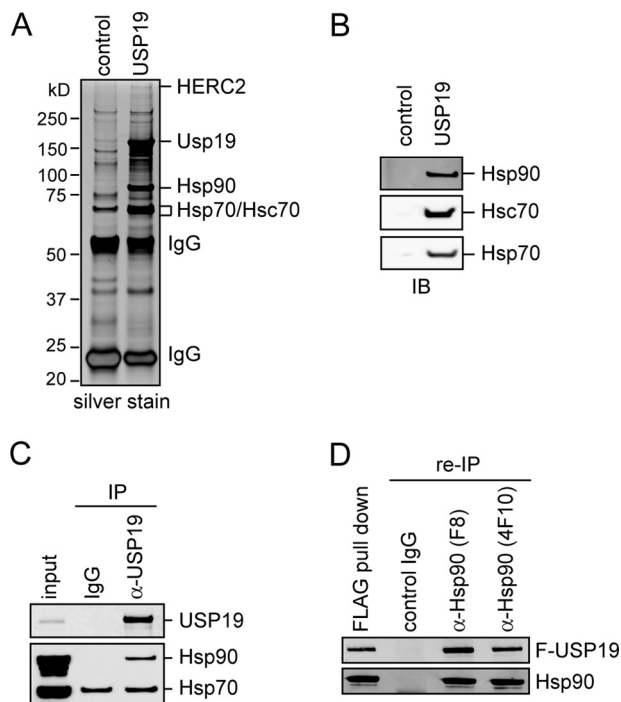 A
control
USP19
kD
250
150
100
75
50
37
25
20
HERC2
Usp19
Hsp90
Hsp70/Hsc70
IgG
IgG
silver stain
B
control
USP19
Hsp90
Hsc70
Hsp70
IB
C
IP
input
IgG
α-USP19
USP19
Hsp90
Hsp70
D
re-IP
FLAG pull down
control IgG
α-Hsp90 (F8)
α-Hsp90 (4F10)
F-USP19
Hsp90